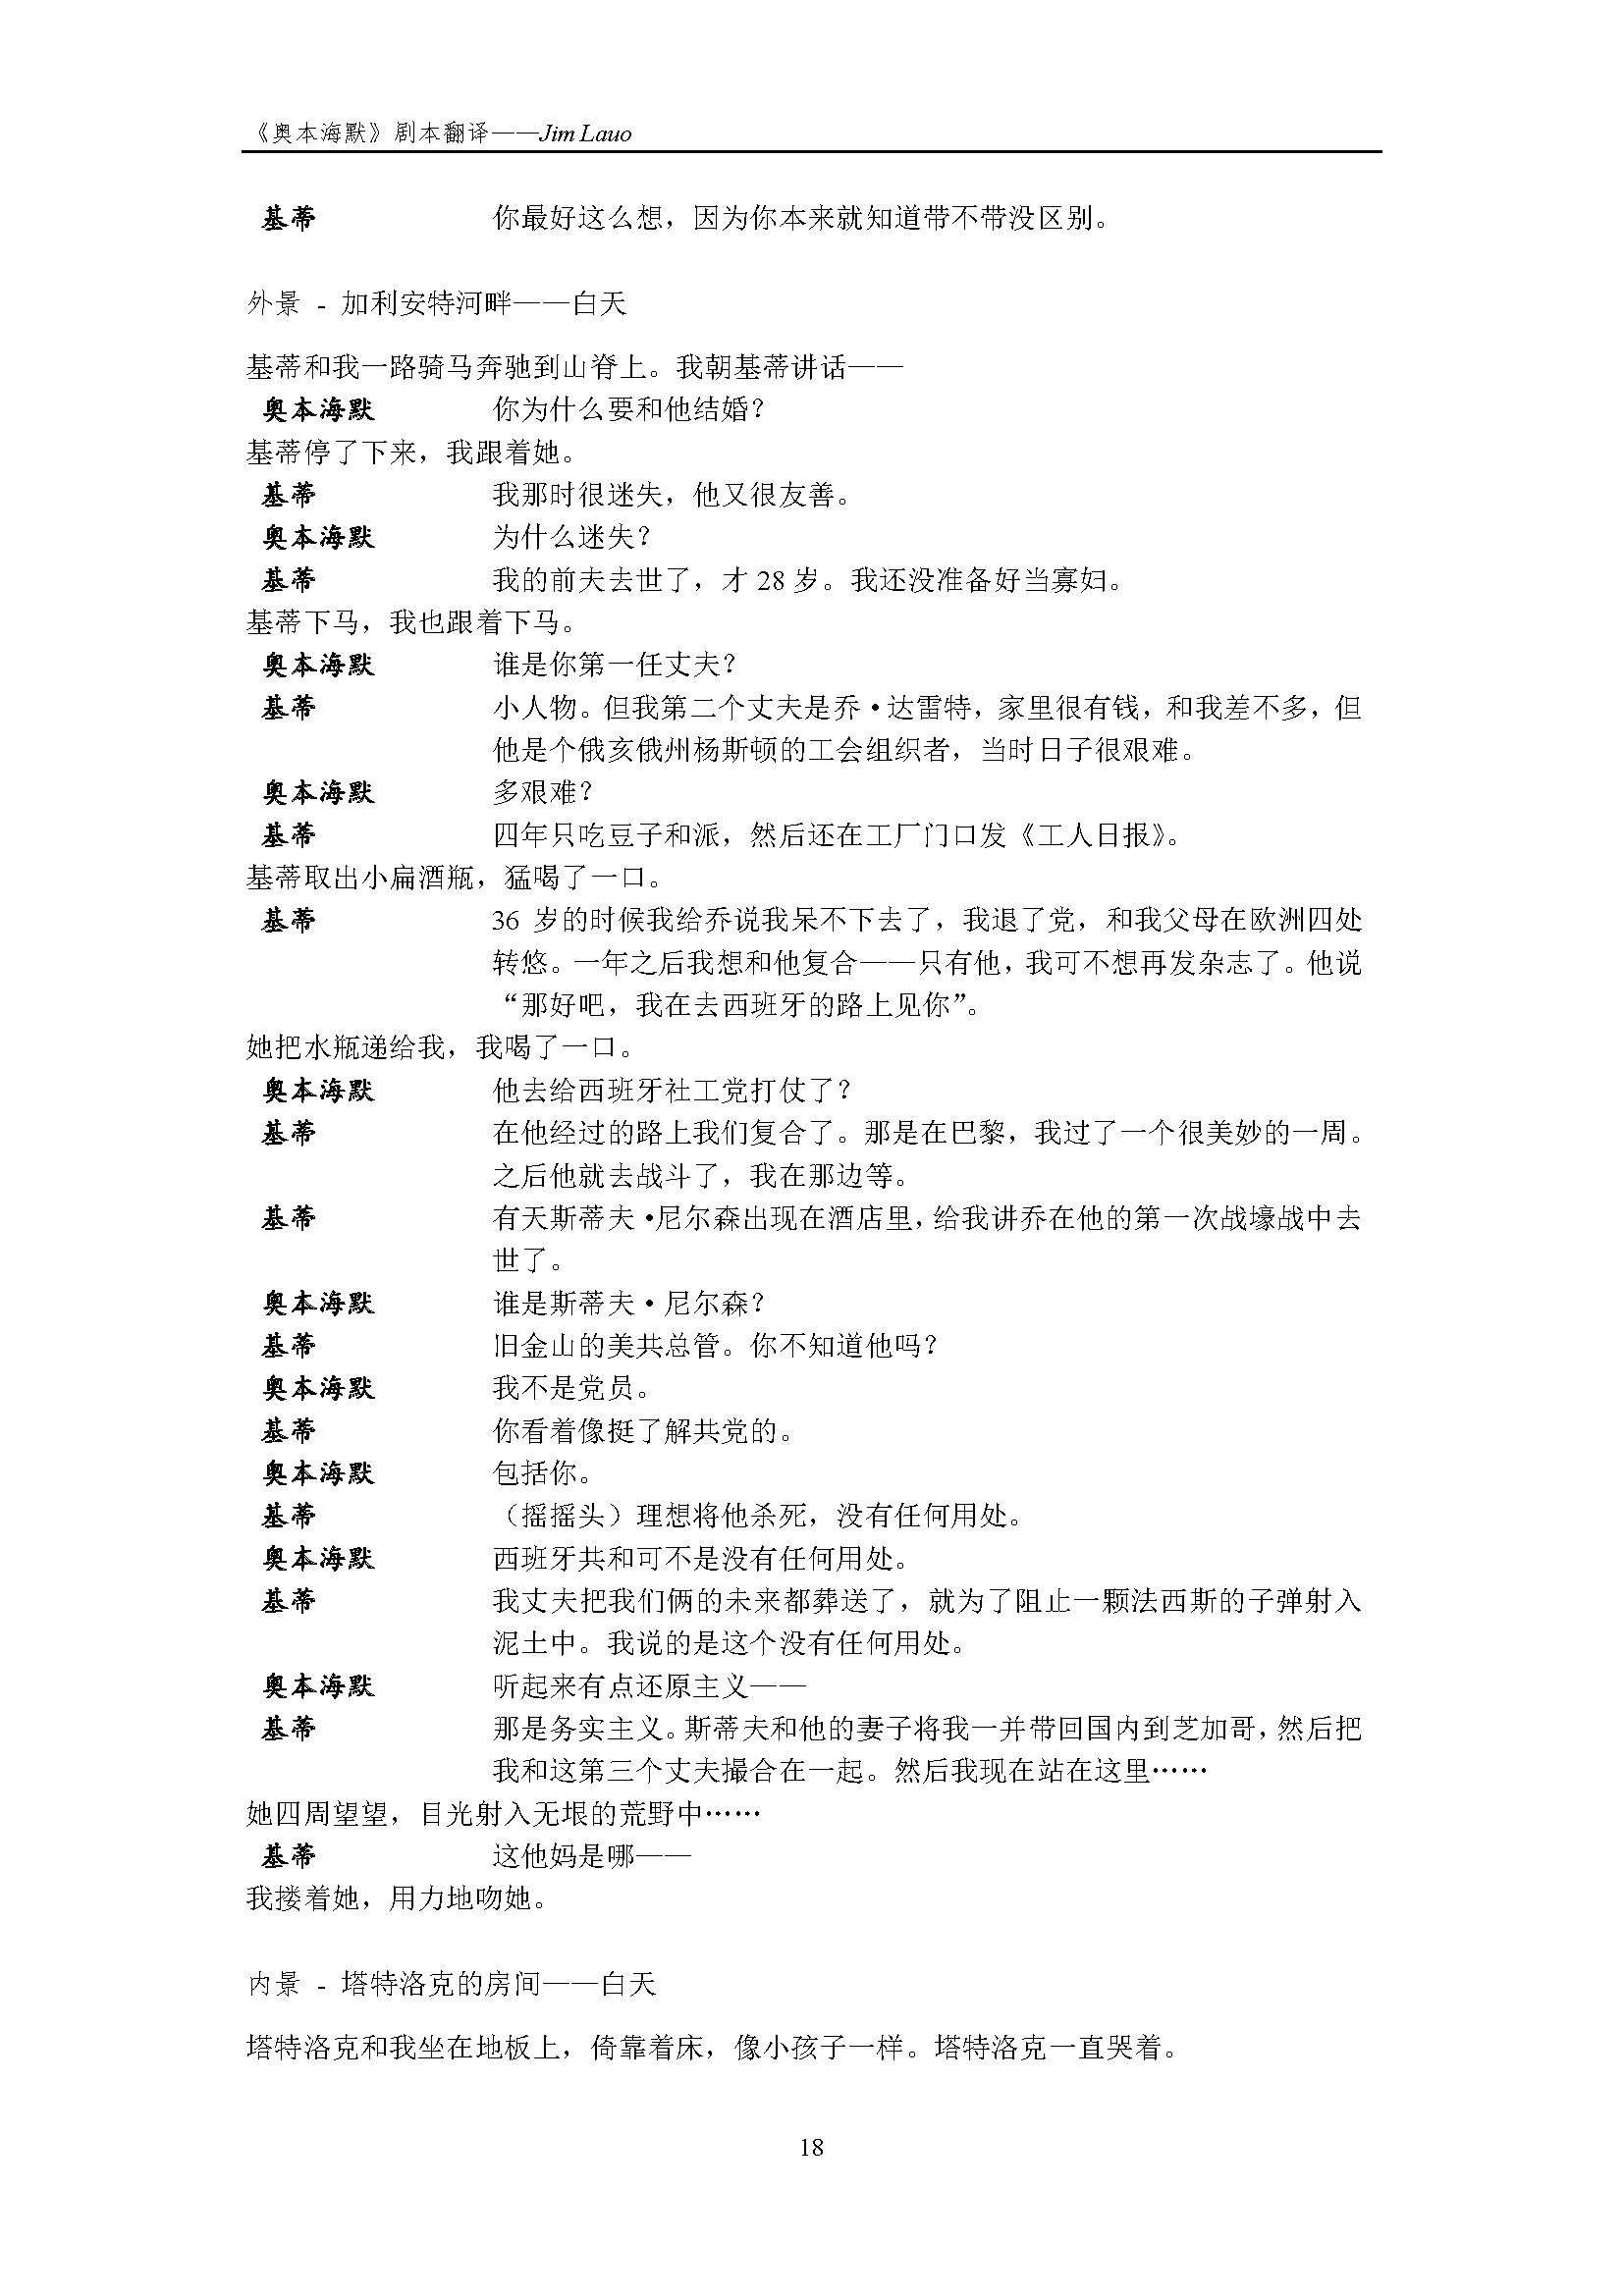 《奥本海默》剧本翻译——Jim Lauo
基蒂 你最好这么想，因为你本来就知道带不带没区别。
外景 - 加利安特河畔——白天
基蒂和我一路骑马奔驰到山脊上。我朝基蒂讲话——
奥本海默 你为什么要和他结婚？
基蒂停了下来，我跟着她。
基蒂 我那时很迷失，他又很友善。
奥本海默 为什么迷失？
基蒂 我的前夫去世了，才 28 岁。我还没准备好当寡妇。
基蒂下马，我也跟着下马。
奥本海默 谁是你第一任丈夫？
基蒂 小人物。但我第二个丈夫是乔·达雷特，家里很有钱，和我差不多，但
他是个俄亥俄州杨斯顿的工会组织者，当时日子很艰难。
奥本海默 多艰难？
基蒂 四年只吃豆子和派，然后还在工厂门口发《工人日报》。
基蒂取出小扁酒瓶，猛喝了一口。
基蒂 36 岁的时候我给乔说我呆不下去了，我退了党，和我父母在欧洲四处
转悠。一年之后我想和他复合——只有他，我可不想再发杂志了。他说
“那好吧，我在去西班牙的路上见你”。
她把水瓶递给我，我喝了一口。
奥本海默 他去给西班牙社工党打仗了？
基蒂 在他经过的路上我们复合了。那是在巴黎，我过了一个很美妙的一周。
之后他就去战斗了，我在那边等。
基蒂 有天斯蒂夫·尼尔森出现在酒店里，给我讲乔在他的第一次战壕战中去
世了。
奥本海默 谁是斯蒂夫·尼尔森？
基蒂 旧金山的美共总管。你不知道他吗？
奥本海默 我不是党员。
基蒂 你看着像挺了解共党的。
奥本海默 包括你。
基蒂 （摇摇头）理想将他杀死，没有任何用处。
奥本海默 西班牙共和可不是没有任何用处。
基蒂 我丈夫把我们俩的未来都葬送了，就为了阻止一颗法西斯的子弹射入
泥土中。我说的是这个没有任何用处。
奥本海默 听起来有点还原主义——
基蒂 那是务实主义。斯蒂夫和他的妻子将我一并带回国内到芝加哥，然后把
我和这第三个丈夫撮合在一起。然后我现在站在这里……
她四周望望，目光射入无垠的荒野中……
基蒂 这他妈是哪——
我搂着她，用力地吻她。
内景 - 塔特洛克的房间——白天
塔特洛克和我坐在地板上，倚靠着床，像小孩子一样。塔特洛克一直哭着。
18